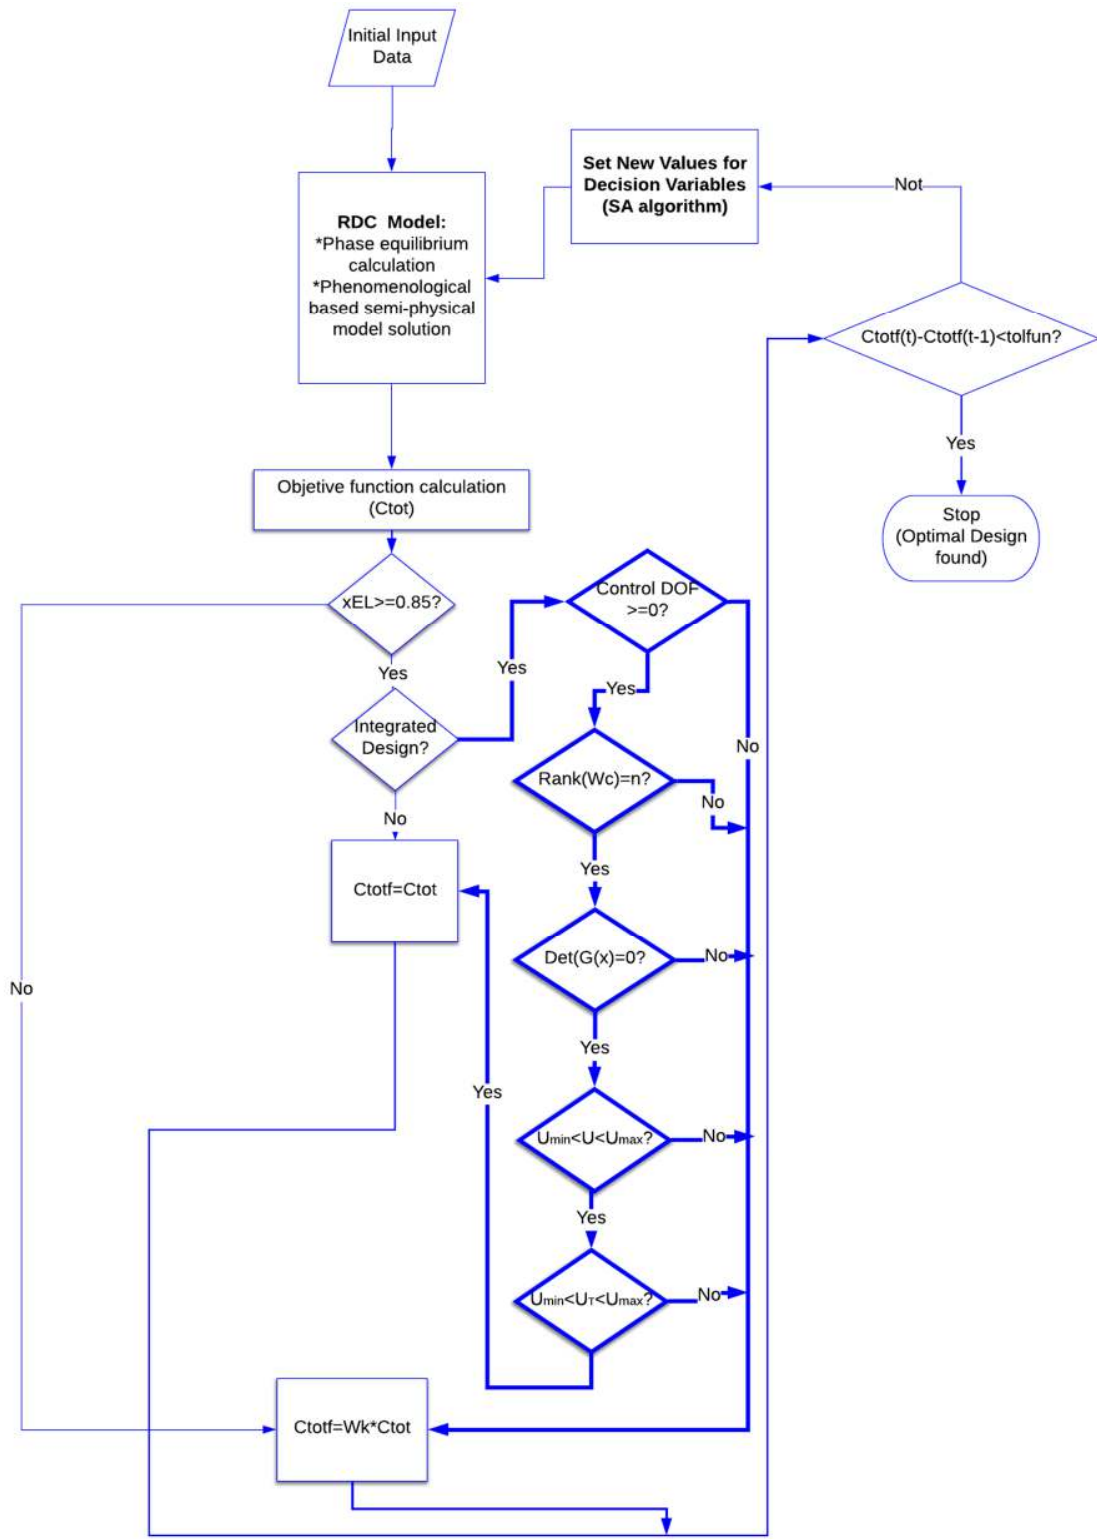 Initial Input
Data
Set New Values for
Decision Variables
(SA algorithm)
Not
RDC  Model:
*Phase equilibrium
calculation
*Phenomenological
based semi-physical
model solution
Ctotf(t)-Ctotf(t-1)<tolfun?
Yes
Stop
(Optimal Design
found)
Objetive function calculation
(Ctot)
xEL>=0.85?
Yes
No
Integrated
Design?
Yes
No
Ctotf=Ctot
Control DOF
>=0?
Yes
No
Rank(Wc)=n?
No
Yes
Det(G(x)=0?
No
Yes
Umin<U<Umax?
No
Yes
Umin<UT<Umax?
No
Yes
Ctotf=Wk*Ctot